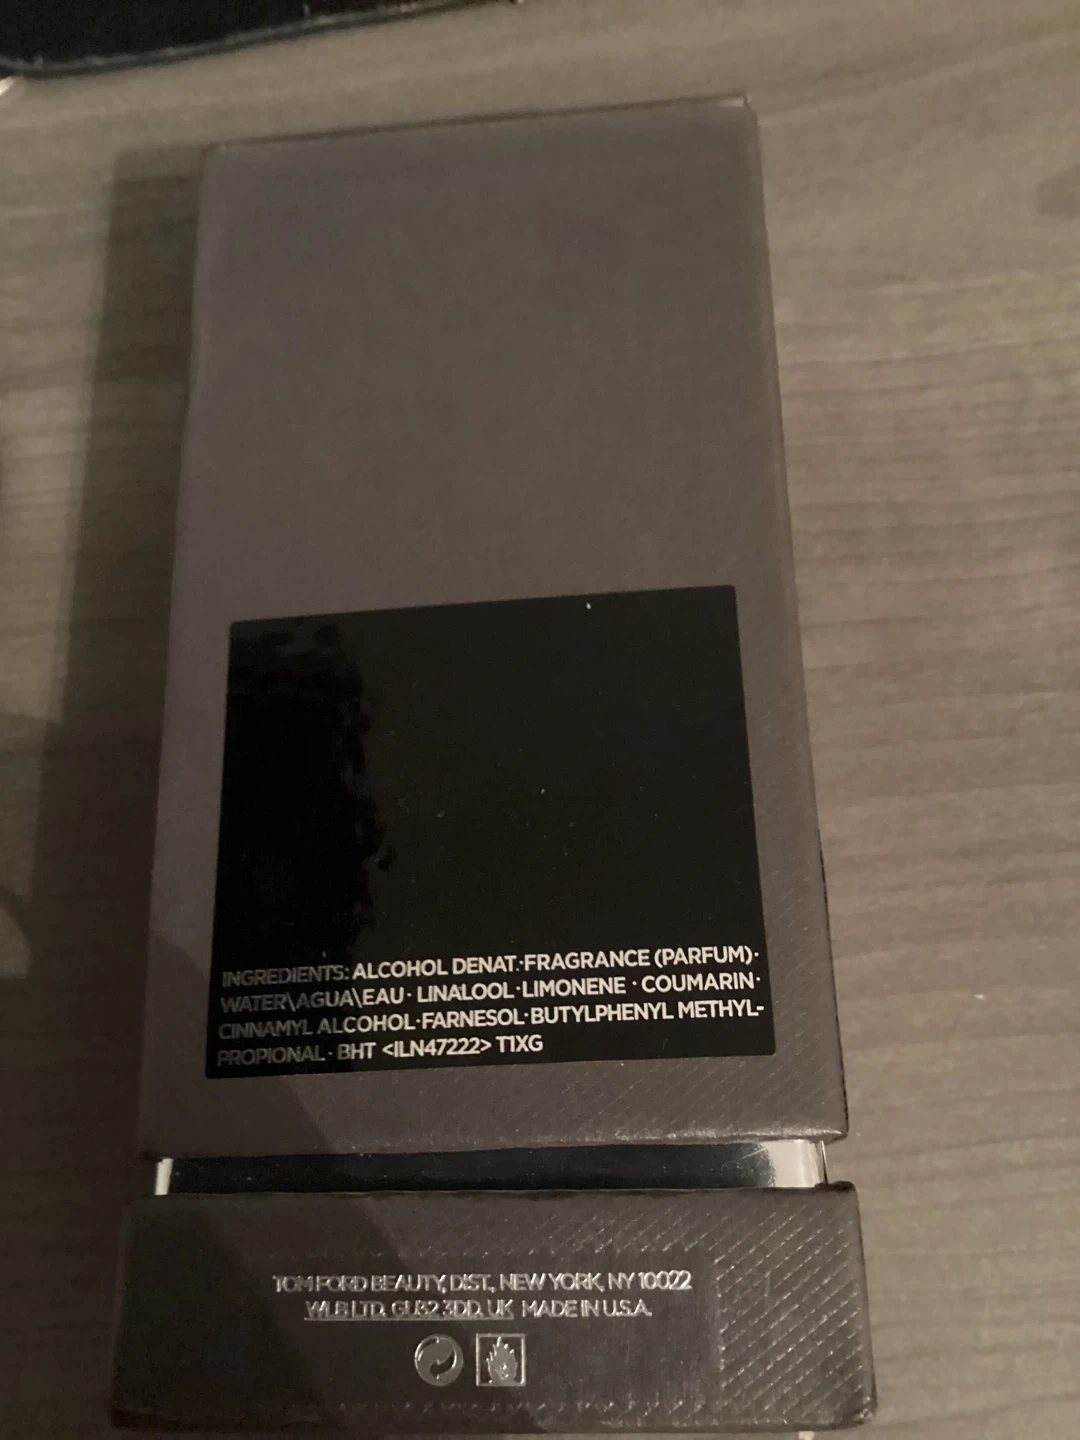 INGREDIENTS: ALCOHOL DENAT.·FRAGRANCE (PARFUM)·
WATER\AGUA\EAU· LINALOOL·LIMONENE · COUMARIN·
CINNAMYL ALCOHOL·FARNESOL·BUTYLPHENYL METHYL-
PROPIONAL · BHT <ILN47222> T1XG
TOM FORD BEAUTY, DIST., NEW YORK, NY 10022
WLB LTD. GU32 3DD. UK MADE IN U.S.A.